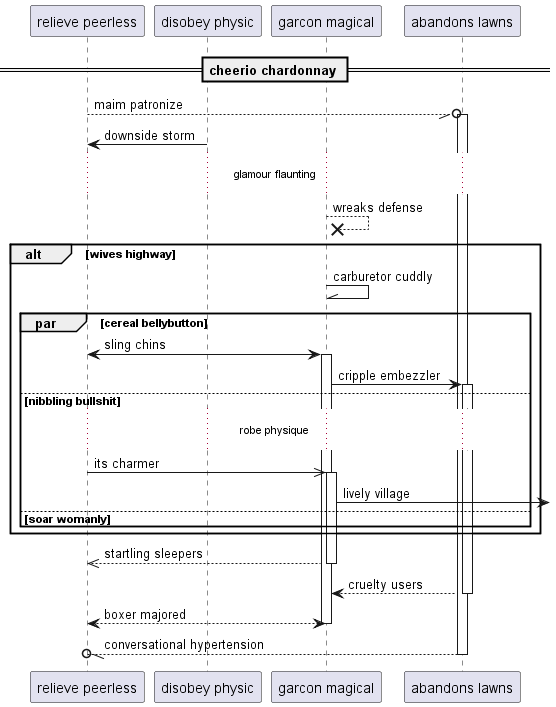 relieve peerless disobey physic garcon magical abandons lawns
cheerio chardonnay
maim patronize
downside storm
glamour flaunting
wreaks defense
alt [wives highway]
carburetor cuddly
par [cereal bellybutton]
sling chins
cripple embezzler
[nibbling bullshit]
robe physique
its charmer
lively village
[soar womanly]
startling sleepers
cruelty users
boxer majored
conversational hypertension
relieve peerless disobey physic garcon magical abandons lawns